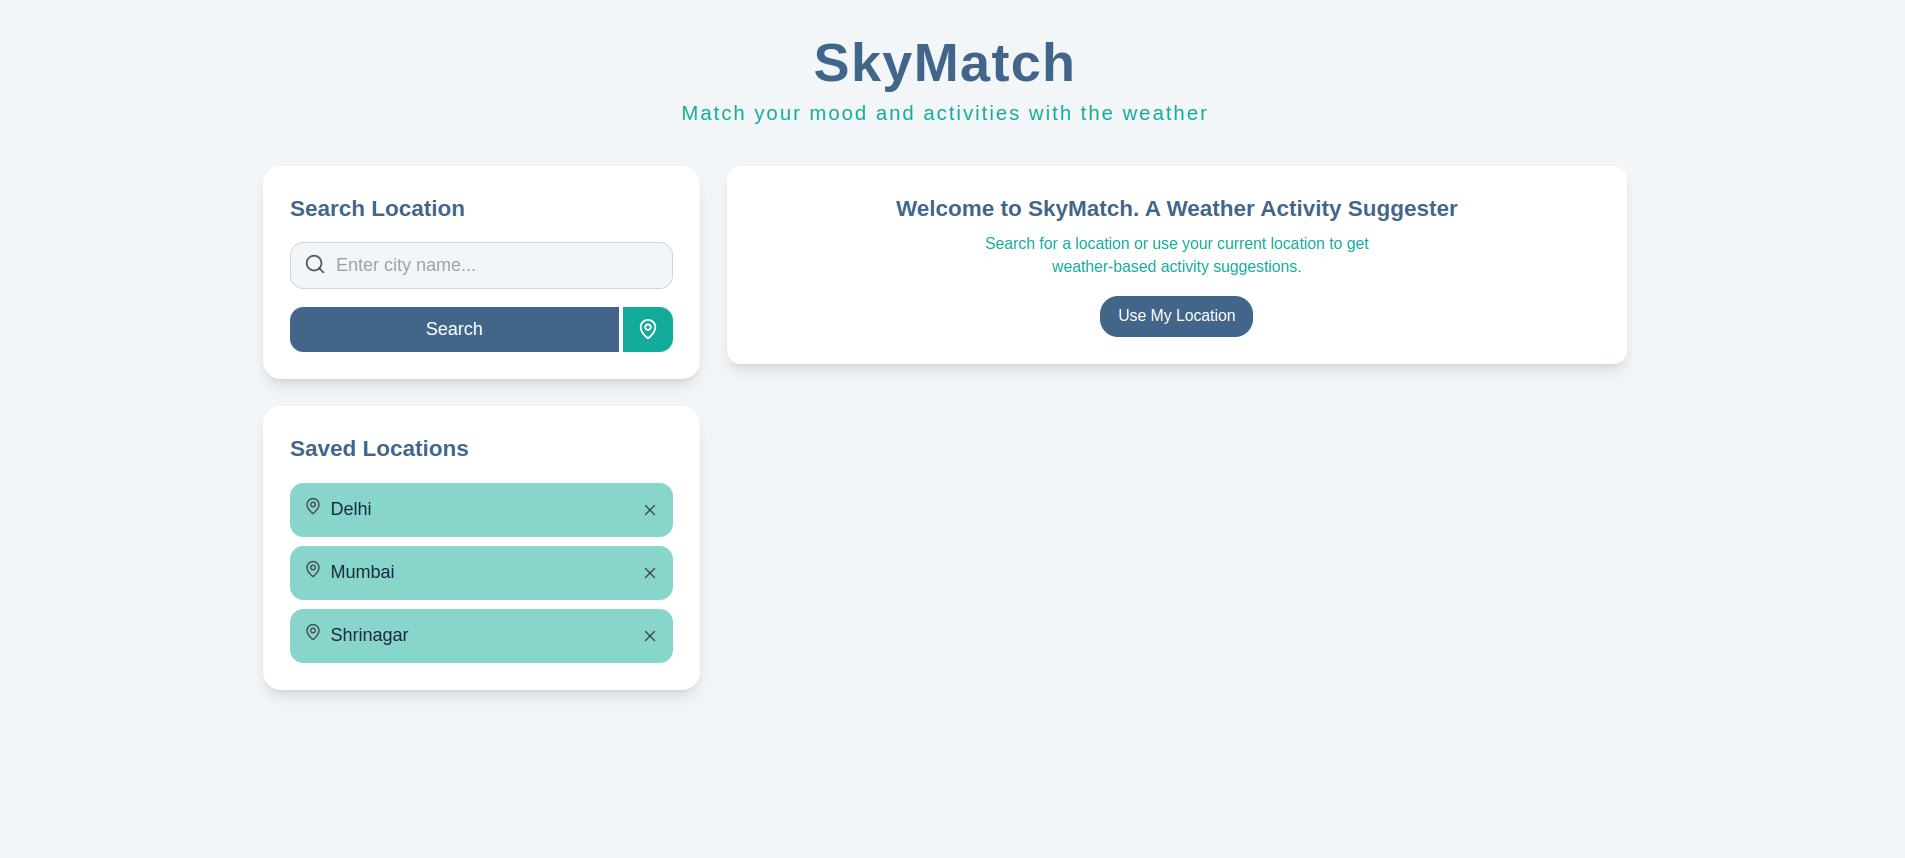 SkyMatch
Match your mood and activities with the weather
Search Location
Enter city name...
Search
Welcome to SkyMatch. A Weather Activity Suggester
Search for a location or use your current location to get
weather-based activity suggestions.
Use My Location
Saved Locations
Delhi
Mumbai
Shrinagar